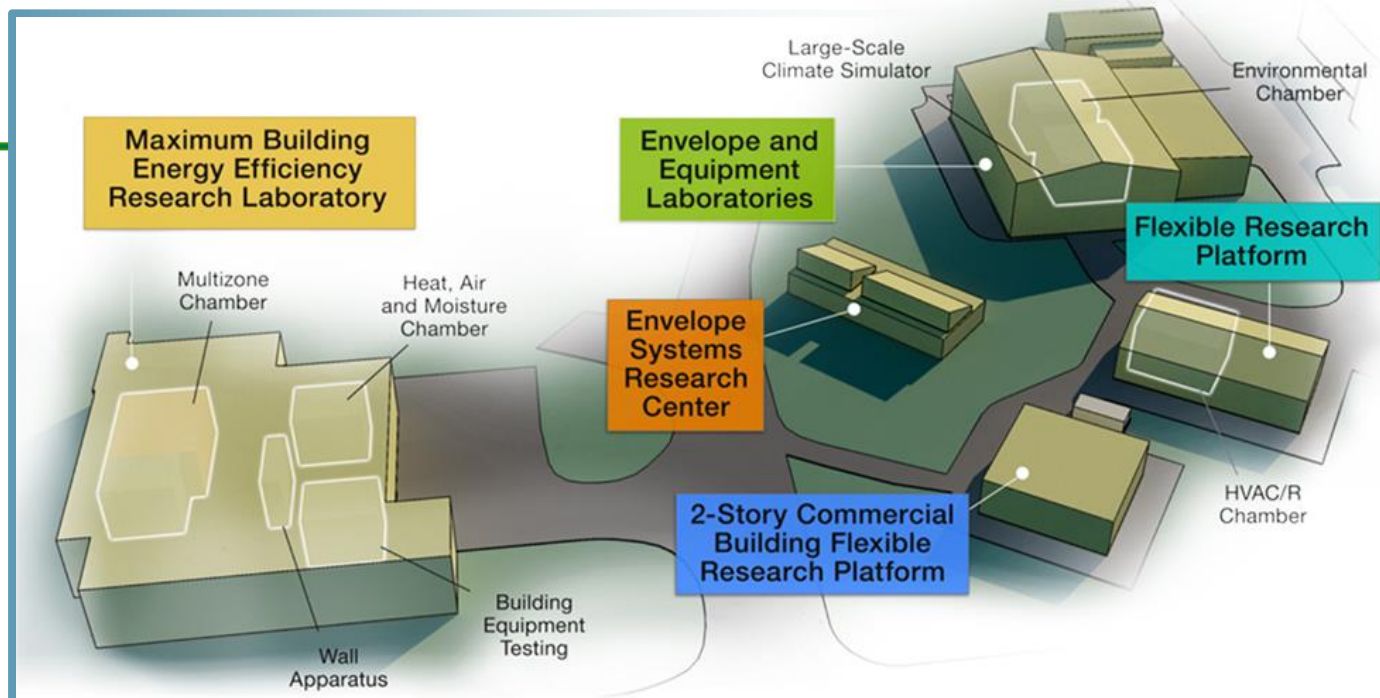 Large-Scale
Climate Simulator
Environmental
Chamber
Maximum Building
Energy Efficiency
Research Laboratory
Envelope and
Equipment
Laboratories
Flexible Research
Platform
Multizone
Chamber
Heat, Air
and Moisture
Chamber
Envelope
Systems
Research
Center
2-Story Commercial
Building Flexible
Research Platform
HVAC/R
Chamber
Building
Equipment
Testing
Wall
Apparatus